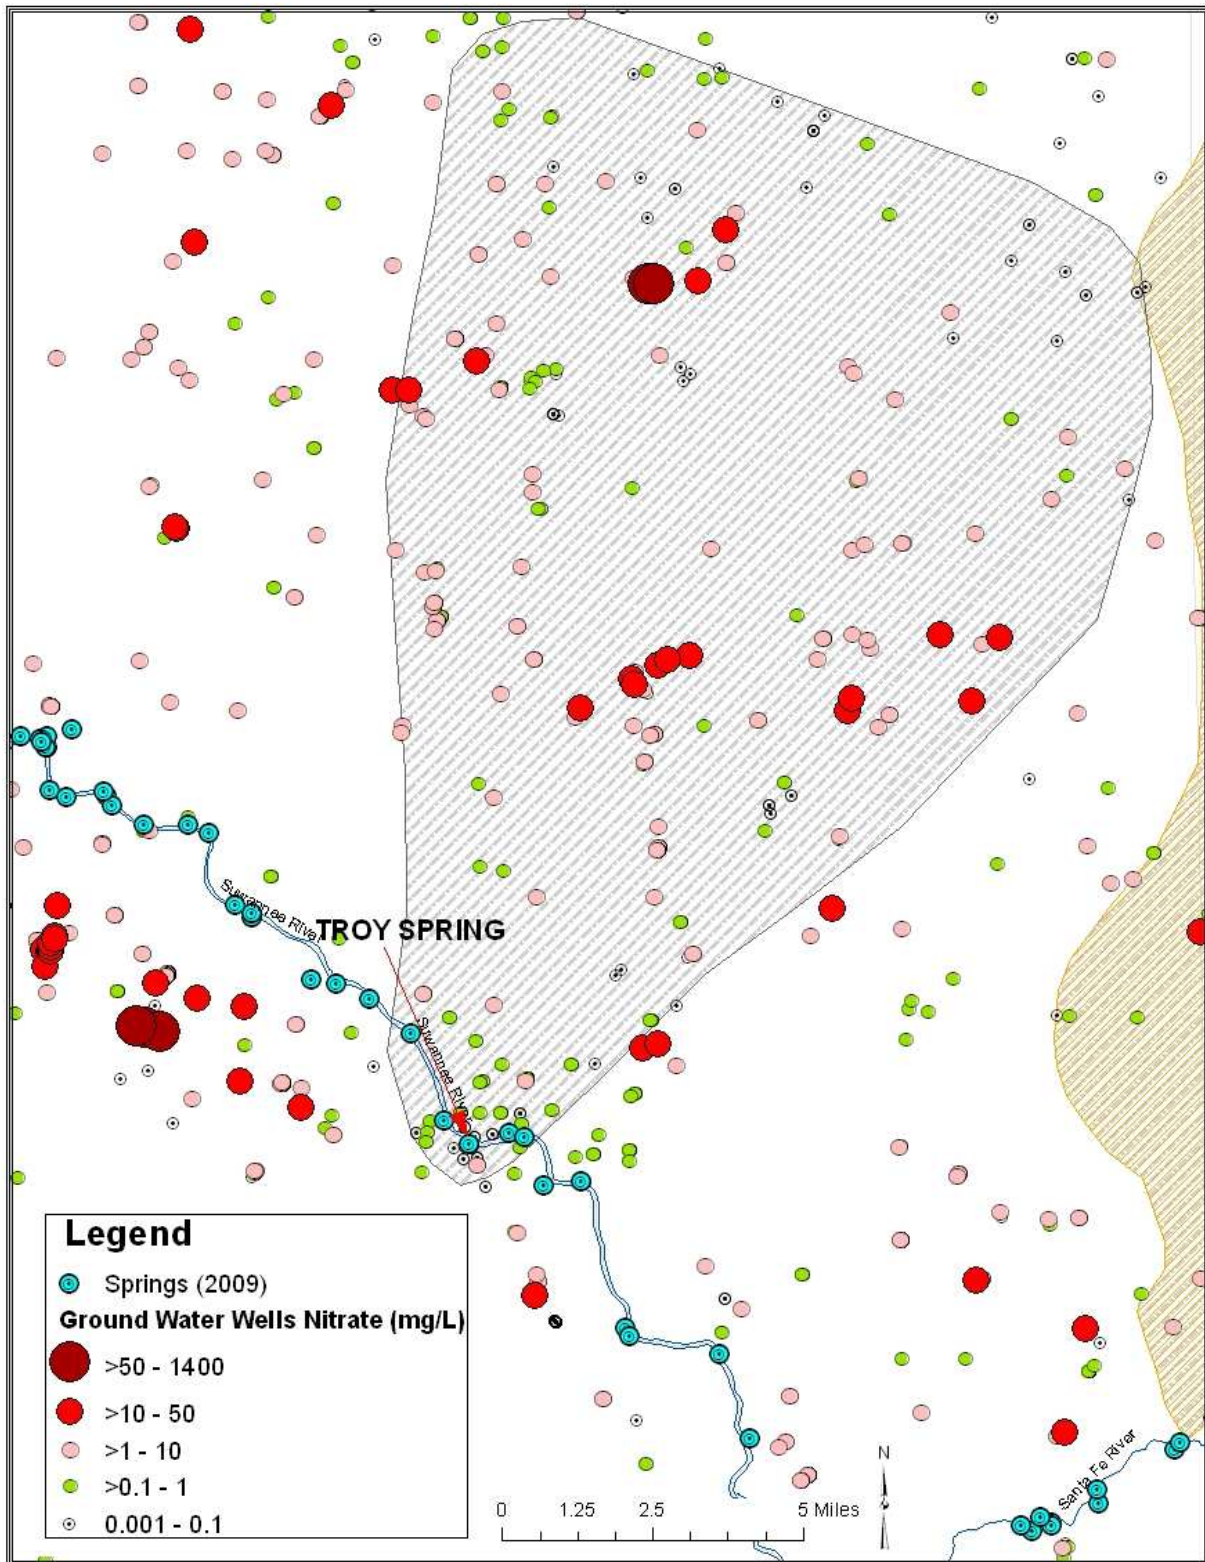 Suwannee River
TROY SPRING
Suwannee River
Legend
Springs (2009)
Ground Water Wells Nitrate (mg/L)
>50 - 1400
>10 - 50
>1 - 10
>0.1 - 1
0.001 - 0.1
0 1.25 2.5 5 Miles
N
Santa Fe River